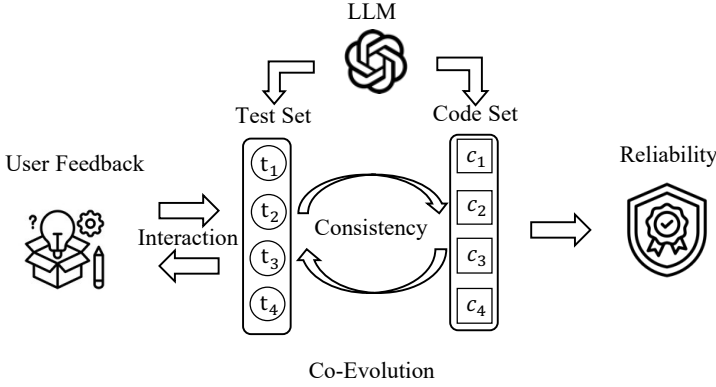 LLM
Test Set
Code Set
User Feedback
Reliability
t₁
t₂
t₃
t₄
c₁
c₂
c₃
c₄
?
Interaction
Consistency
Co-Evolution